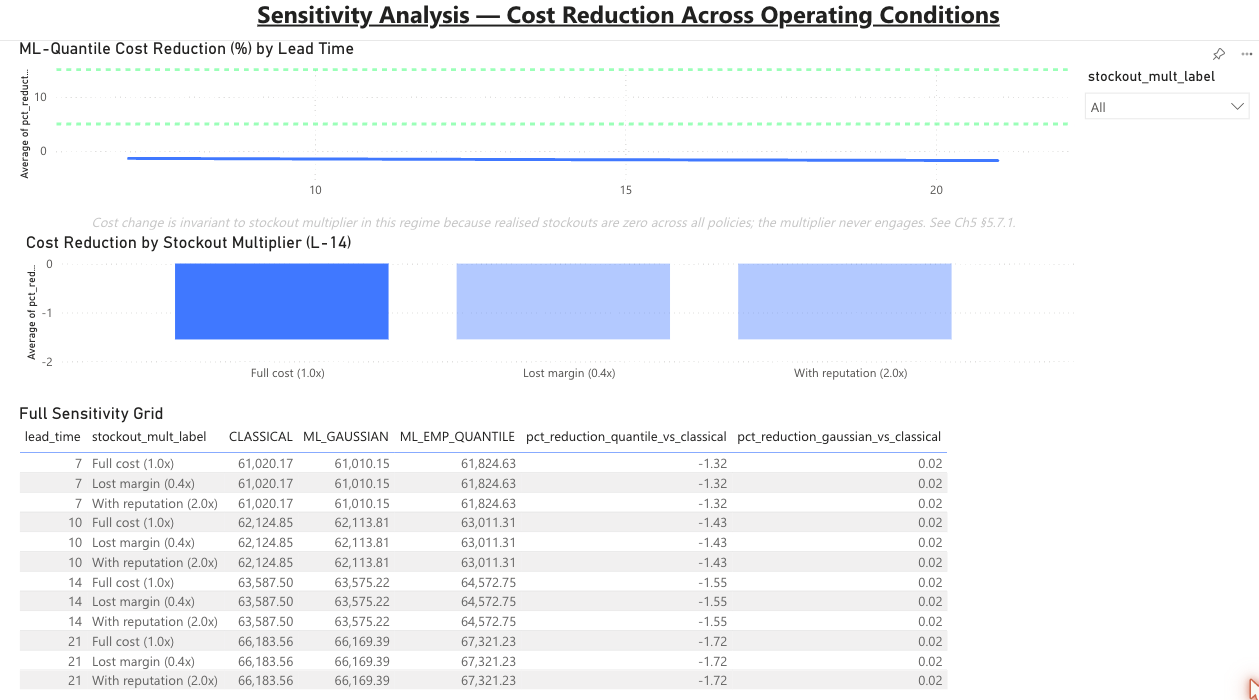 Sensitivity Analysis — Cost Reduction Across Operating Conditions
ML-Quantile Cost Reduction (%) by Lead Time
Average of pct_reduct...
10
0
10 15 20
stockout_mult_label
All
Cost change is invariant to stockout multiplier in this regime because realised stockouts are zero across all policies; the multiplier never engages. See Ch5 §5.7.1.
Cost Reduction by Stockout Multiplier (L-14)
Average of pct_red...
0
-1
-2
Full cost (1.0x) Lost margin (0.4x) With reputation (2.0x)
Full Sensitivity Grid
lead_time stockout_mult_label CLASSICAL ML_GAUSSIAN ML_EMP_QUANTILE pct_reduction_quantile_vs_classical pct_reduction_gaussian_vs_classical
7 Full cost (1.0x) 61,020.17 61,010.15 61,824.63 -1.32 0.02
7 Lost margin (0.4x) 61,020.17 61,010.15 61,824.63 -1.32 0.02
7 With reputation (2.0x) 61,020.17 61,010.15 61,824.63 -1.32 0.02
10 Full cost (1.0x) 62,124.85 62,113.81 63,011.31 -1.43 0.02
10 Lost margin (0.4x) 62,124.85 62,113.81 63,011.31 -1.43 0.02
10 With reputation (2.0x) 62,124.85 62,113.81 63,011.31 -1.43 0.02
14 Full cost (1.0x) 63,587.50 63,575.22 64,572.75 -1.55 0.02
14 Lost margin (0.4x) 63,587.50 63,575.22 64,572.75 -1.55 0.02
14 With reputation (2.0x) 63,587.50 63,575.22 64,572.75 -1.55 0.02
21 Full cost (1.0x) 66,183.56 66,169.39 67,321.23 -1.72 0.02
21 Lost margin (0.4x) 66,183.56 66,169.39 67,321.23 -1.72 0.02
21 With reputation (2.0x) 66,183.56 66,169.39 67,321.23 -1.72 0.02